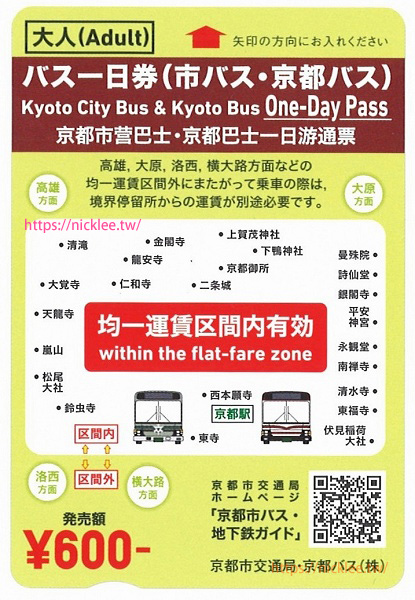 大人(Adult)
矢印の方向にお入れください
バス一日券(市バス・京都バス)
Kyoto City Bus & Kyoto Bus One-Day Pass
京都市营巴士・京都巴士一日游通票
高雄, 大原, 洛西, 横大路方面などの
均一運賃区間外にまたがって乗車の際は,
境界停留所からの運賃が別途必要です。
高雄
方面
大原
方面
https://nicklee.tw/
・清滝
・金閣寺
・上賀茂神社
・下鴨神社
・龍安寺
・京都御所
曼殊院・
詩仙堂・
・大覚寺
・仁和寺
・二条城
銀閣寺・
・天龍寺
平安
神宮・
均一運賃区間内有効
within the flat-fare zone
永観堂・
・嵐山
南禅寺・
・松尾
大社
清水寺・
・西本願寺
・鈴虫寺
京都駅
東福寺・
・東寺
伏見稲荷
大社・
区間内
区間外
洛西
方面
横大路
方面
発売額
¥600-
京都市交通局
ホームページ
「京都市バス・
地下鉄ガイド」
京都市交通局・京都バス(株)
https://nicklee.tw/